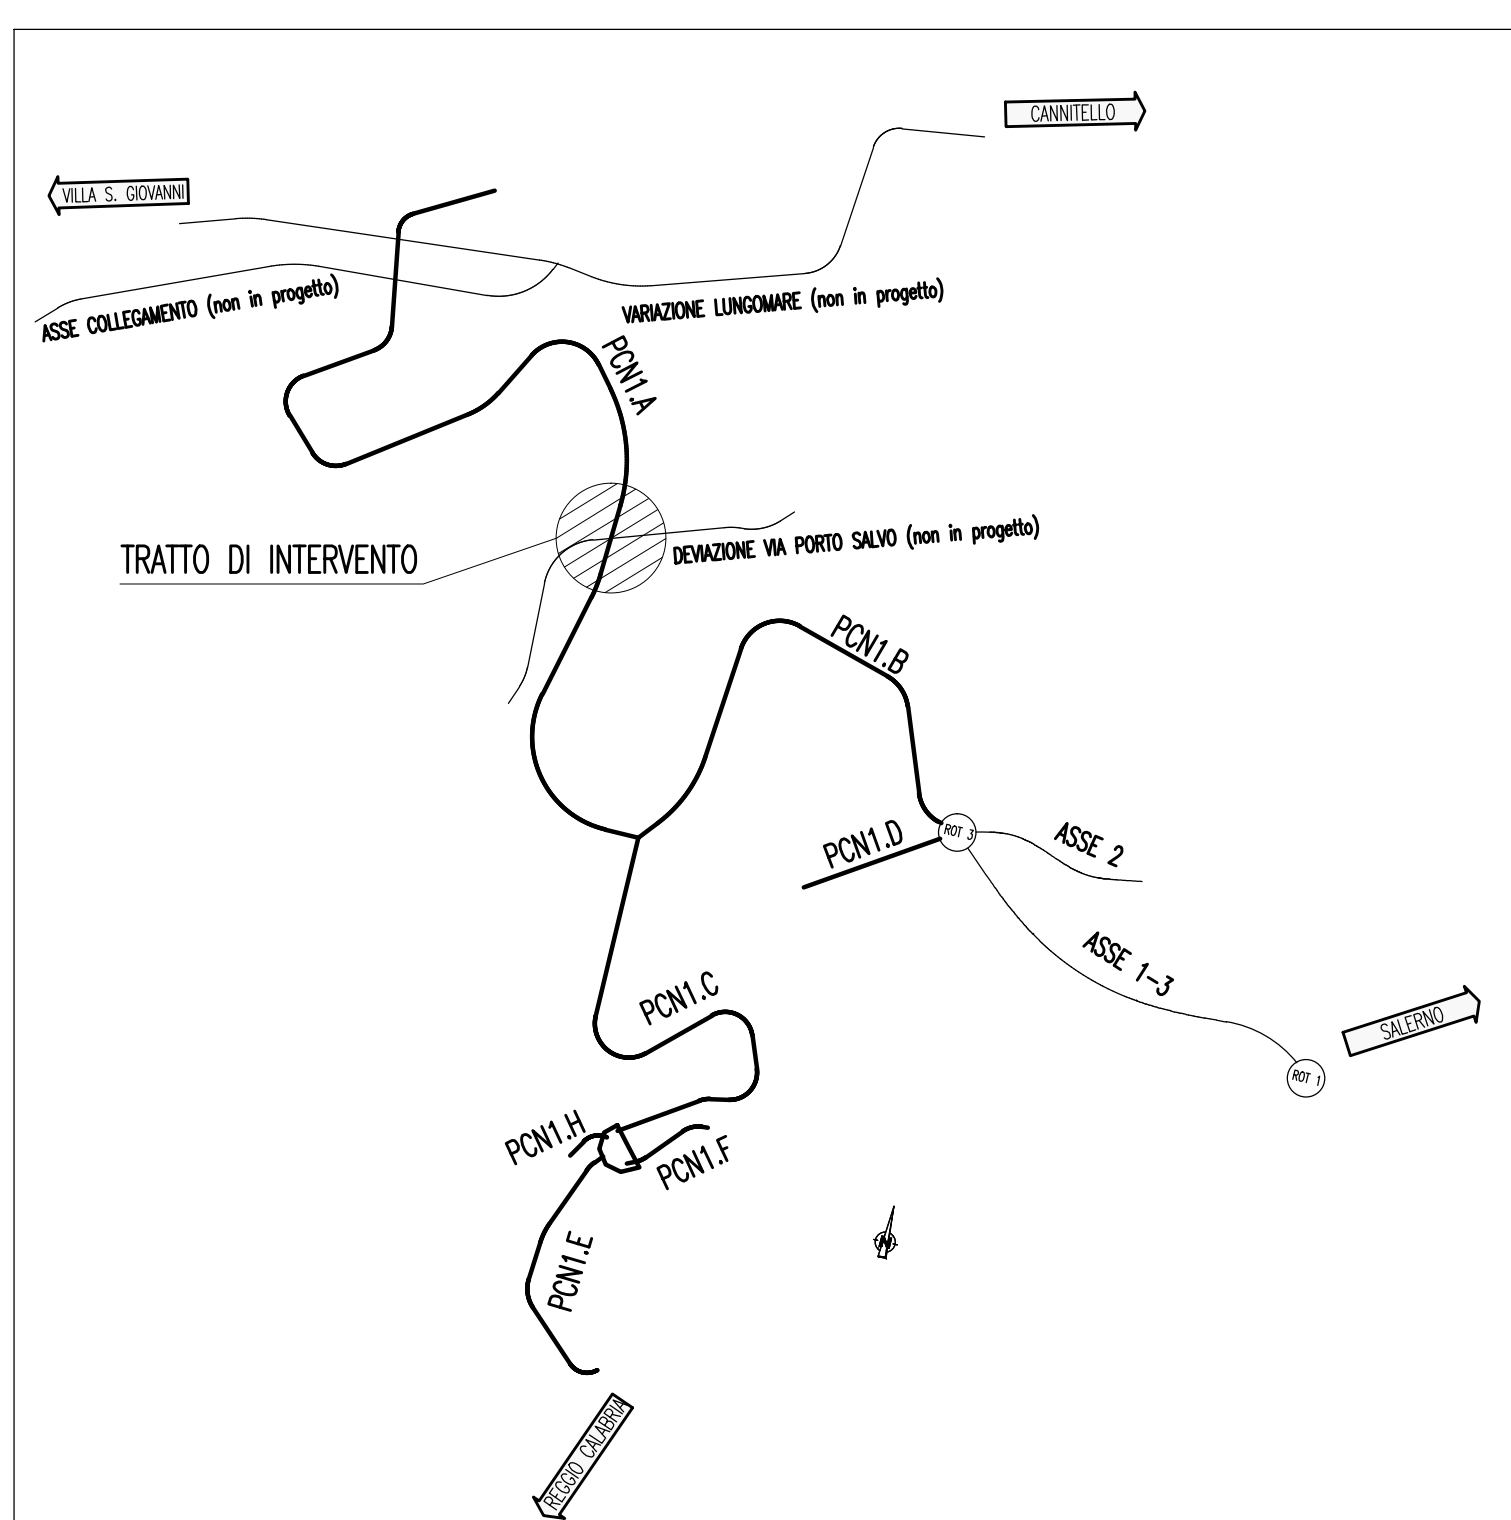 CANNITELLO
VILLA S. GIOVANNI
ASSE COLLEGAMENTO (non in progetto)
VARIAZIONE LUNGOMARE (non in progetto)
PCN1.A
TRATTO DI INTERVENTO
DEVIAZIONE VIA PORTO SALVO (non in progetto)
PCN1.B
PCN1.D
ROT 3
ASSE 2
ASSE 1-3
PCN1.C
SALERNO
ROT 1
PCN1.H
PCN1.F
N
PCN1.E
REGGIO CALABRIA